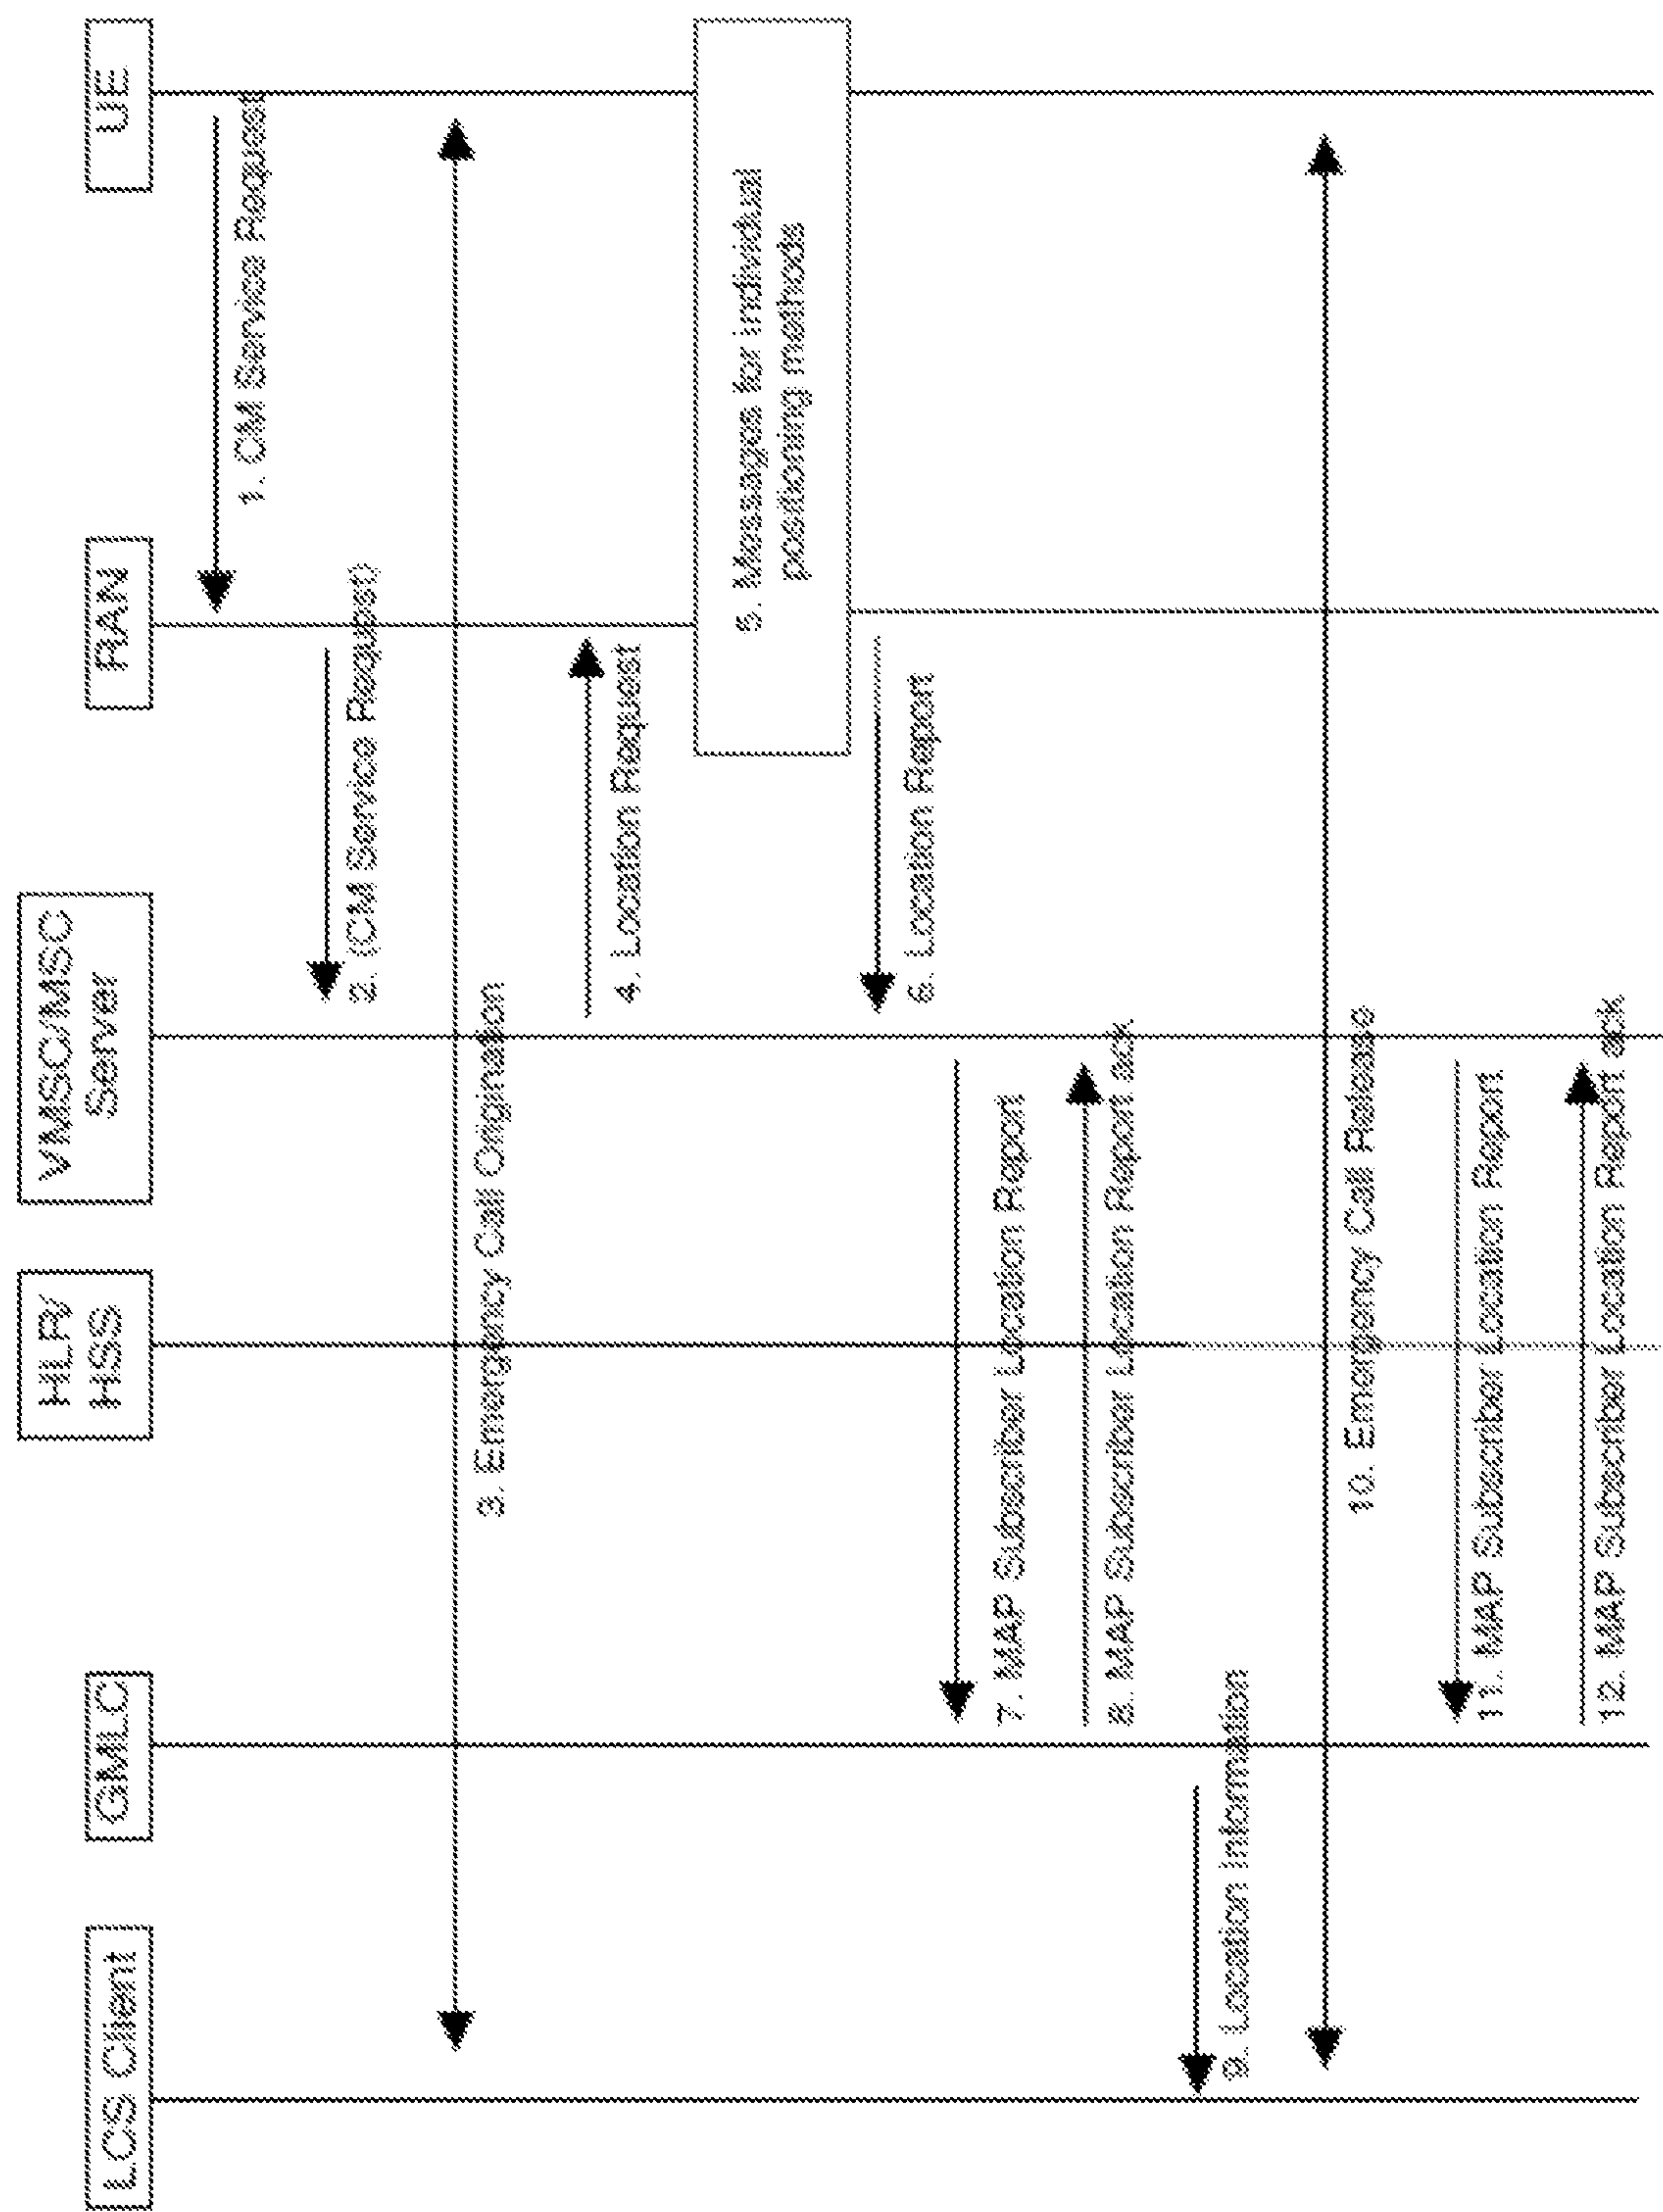 LCS Client
GMLC
HLR/
HSS
VMSC/MSC
Server
RAN
UE
1. CM Service Request
2. (CM Service Request)
3. Emergency Call Origination
4. Location Request
5. Messages for individual
positioning methods
6. Location Report
7. MAP Subscriber Location Report
8. MAP Subscriber Location Report ack.
9. Location Information
10. Emergency Call Release
11. MAP Subscriber Location Report
12. MAP Subscriber Location Report ack